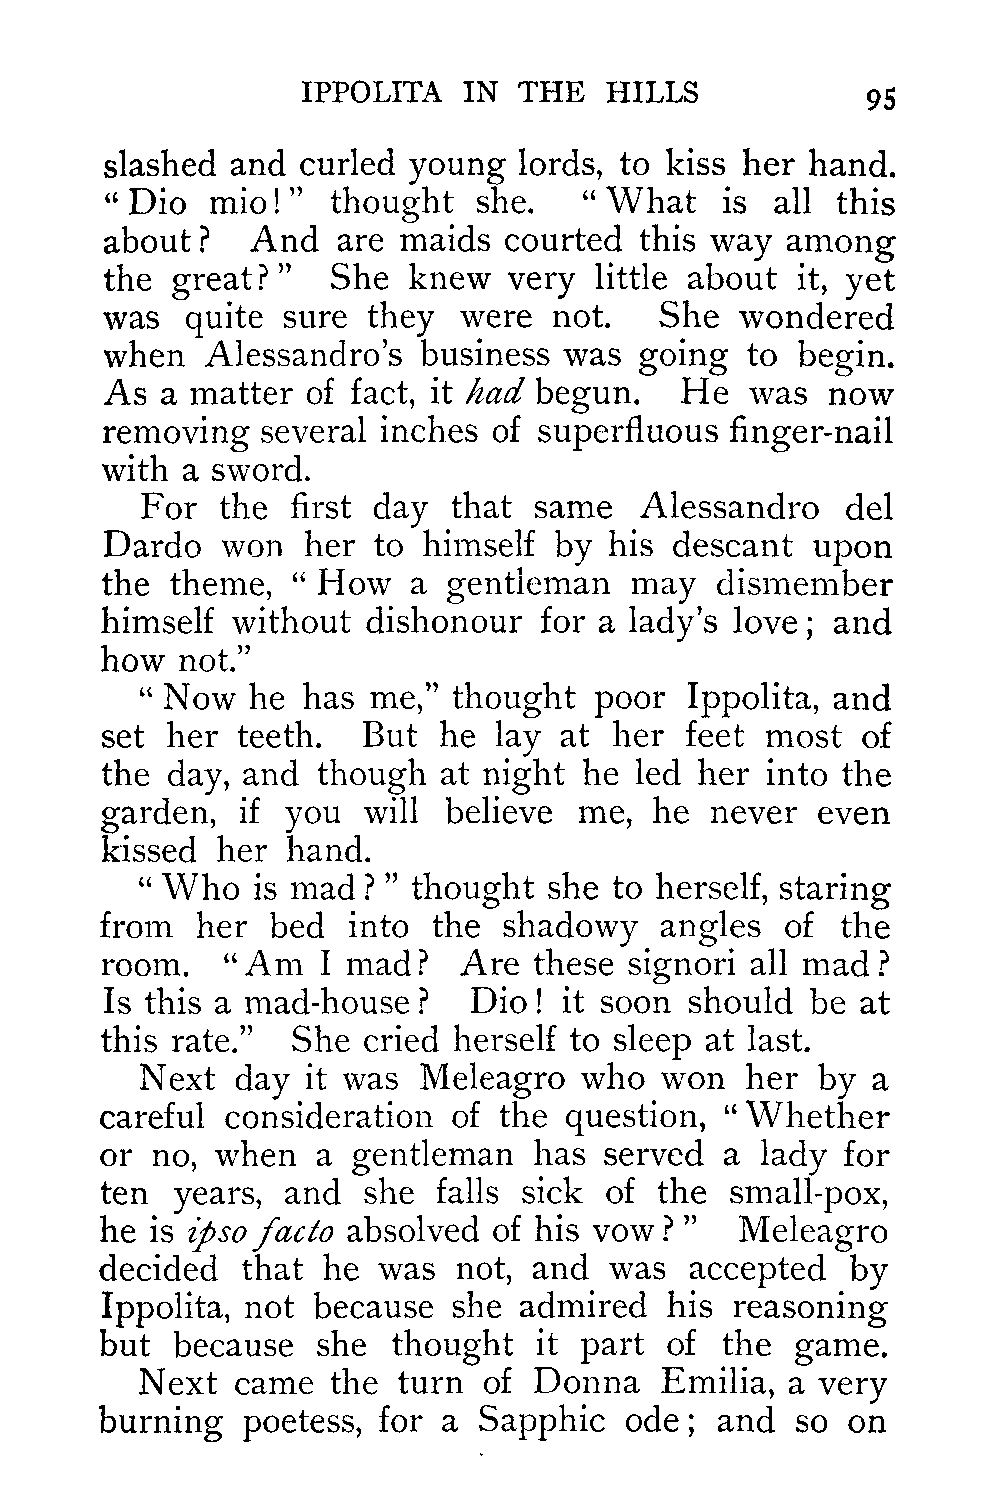 IPPOLITA IN THE HILLS 95
slashed and curled young lords, to kiss her hand.
“Dio mio!” thought she. “What is all this
about? And are maids courted this way among
the great?” She knew very little about it, yet
was quite sure they were not. She wondered
when Alessandro’s business was going to begin.
As a matter of fact, it had begun. He was now
removing several inches of superfluous finger-nail
with a sword.
For the first day that same Alessandro del
Dardo won her to himself by his descant upon
the theme, “How a gentleman may dismember
himself without dishonour for a lady’s love; and
how not.”
“Now he has me,” thought poor Ippolita, and
set her teeth. But he lay at her feet most of
the day, and though at night he led her into the
garden, if you will believe me, he never even
kissed her hand.
“Who is mad?” thought she to herself, staring
from her bed into the shadowy angles of the
room. “Am I mad? Are these signori all mad?
Is this a mad-house? Dio! it soon should be at
this rate.” She cried herself to sleep at last.
Next day it was Meleagro who won her by a
careful consideration of the question, “Whether
or no, when a gentleman has served a lady for
ten years, and she falls sick of the small-pox,
he is ipso facto absolved of his vow?” Meleagro
decided that he was not, and was accepted by
Ippolita, not because she admired his reasoning
but because she thought it part of the game.
Next came the turn of Donna Emilia, a very
burning poetess, for a Sapphic ode; and so on